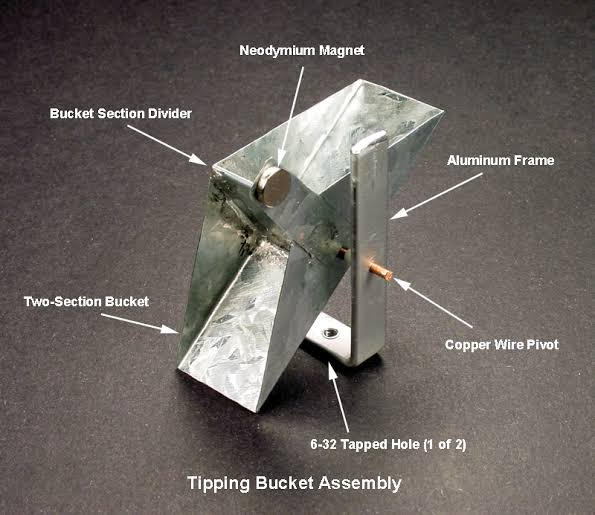 Neodymium Magnet
Bucket Section Divider
Aluminum Frame
Two-Section Bucket
Copper Wire Pivot
6-32 Tapped Hole (1 of 2)
Tipping Bucket Assembly